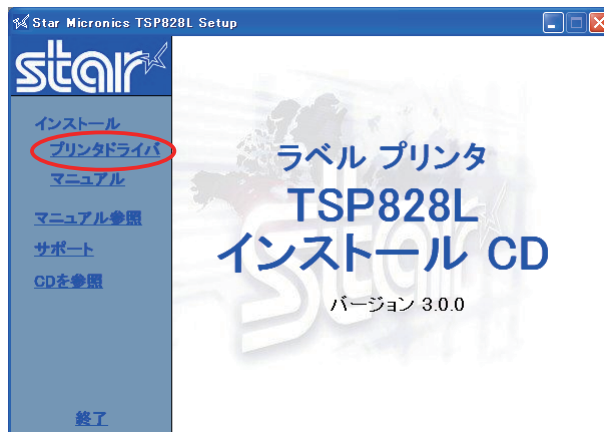 Star Micronics TSP828L Setup
star
インストール
プリンタドライバ
マニュアル
マニュアル参照
サポート
CDを参照
終了
ラベル プリンタ
TSP828L
インストール CD
バージョン 3.0.0
star